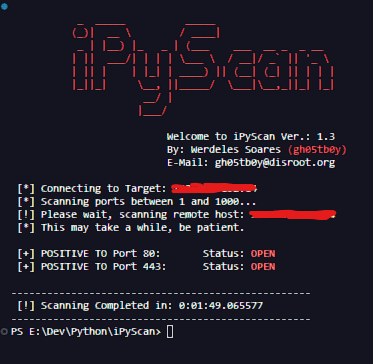 iPyScan
Welcome to iPyScan Ver.: 1.3
By: Werdeles Soares (gh05tb0y)
E-Mail: gh05tb0y@disroot.org
[*] Connecting to Target:
[*] Scanning ports between 1 and 1000...
[!] Please wait, scanning remote host:
[*] This may take a while, be patient.
[+] POSITIVE TO Port 80: Status: OPEN
[+] POSITIVE TO Port 443: Status: OPEN
[!] Scanning Completed in: 0:01:49.065577
PS E:\Dev\Python\iPyScan>